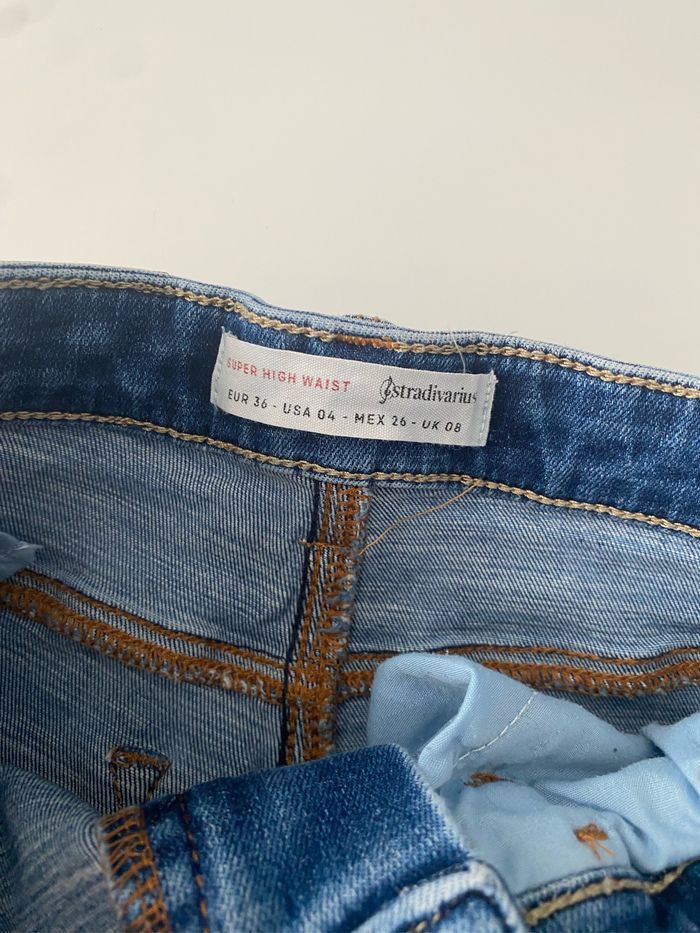 SUPER HIGH WAIST stradivarius
EUR 36 - USA 04 - MEX 26 - UK 08